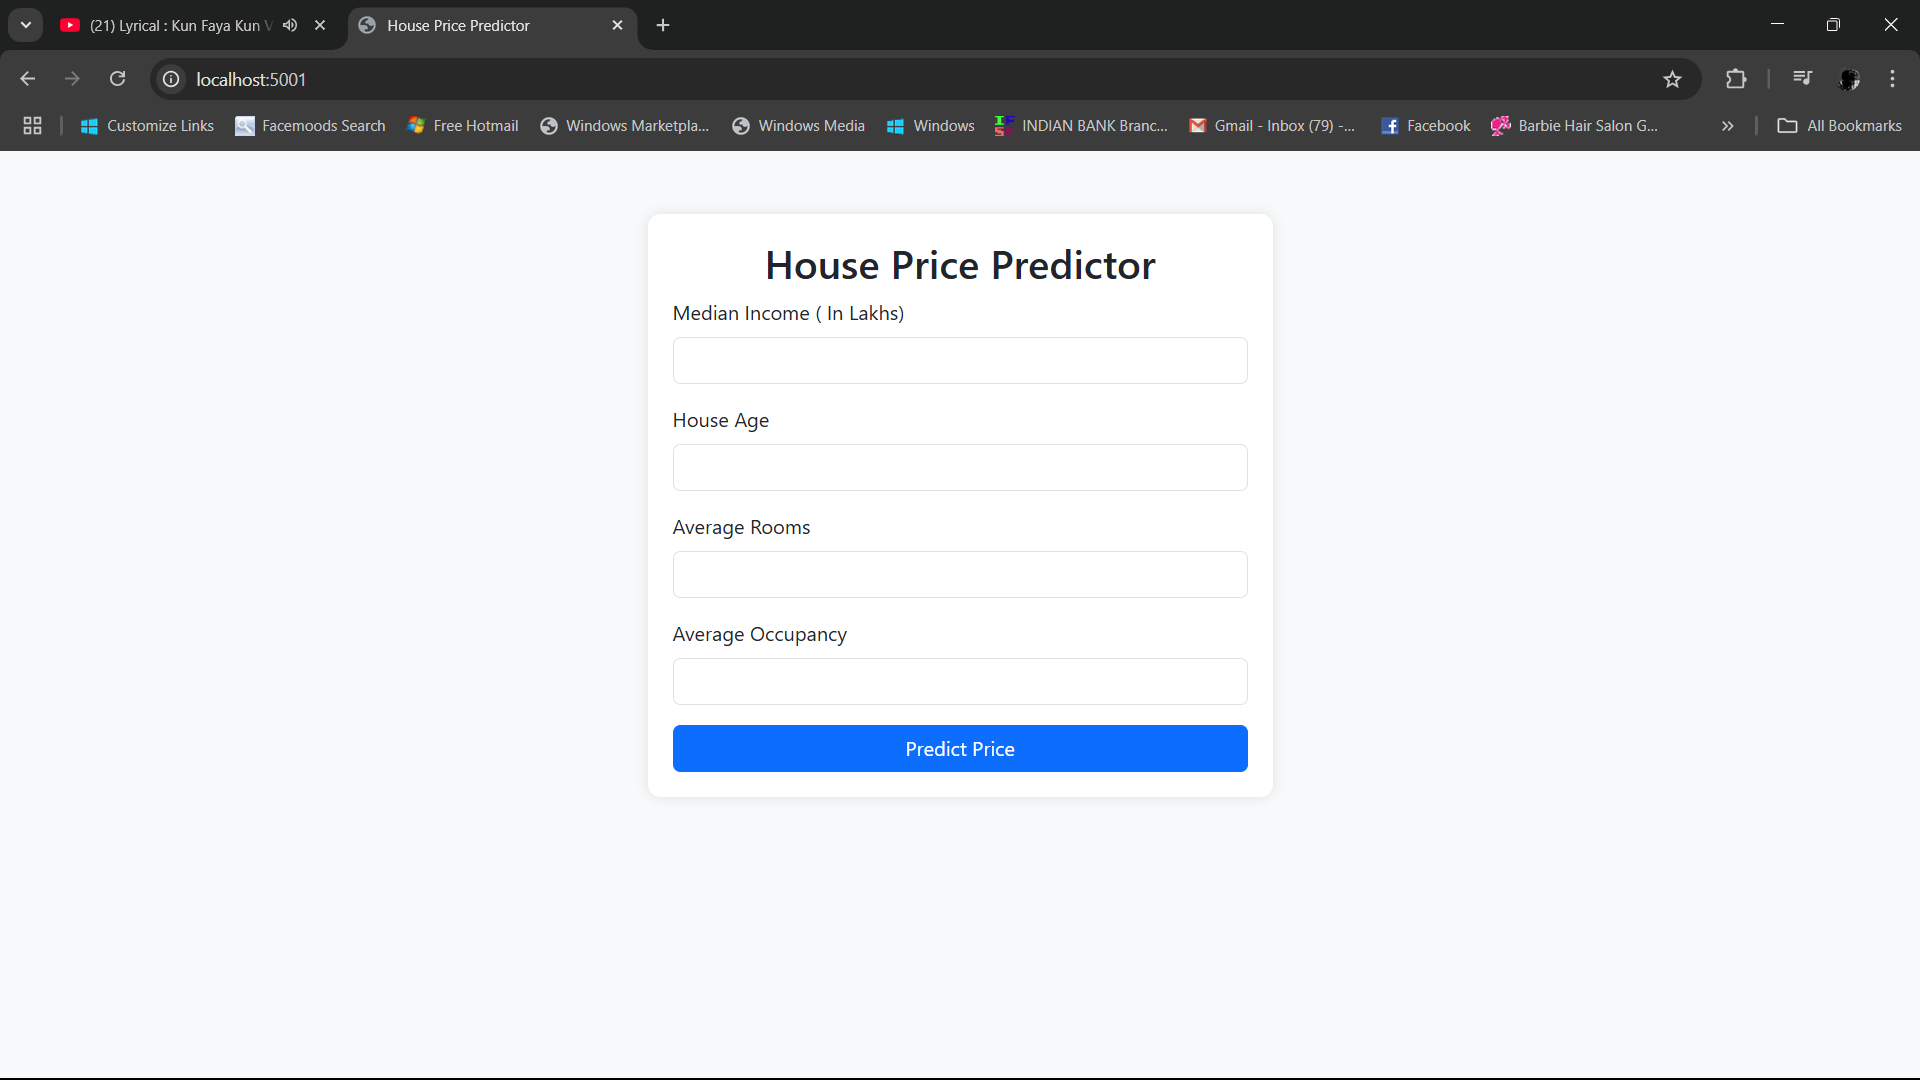 (21) Lyrical : Kun Faya Kun
House Price Predictor
localhost:5001
Customize Links
Facemoods Search
Free Hotmail
Windows Marketpla...
Windows Media
Windows
INDIAN BANK Branc...
Gmail - Inbox (79) -...
Facebook
Barbie Hair Salon G...
All Bookmarks
House Price Predictor
Median Income ( In Lakhs)
House Age
Average Rooms
Average Occupancy
Predict Price